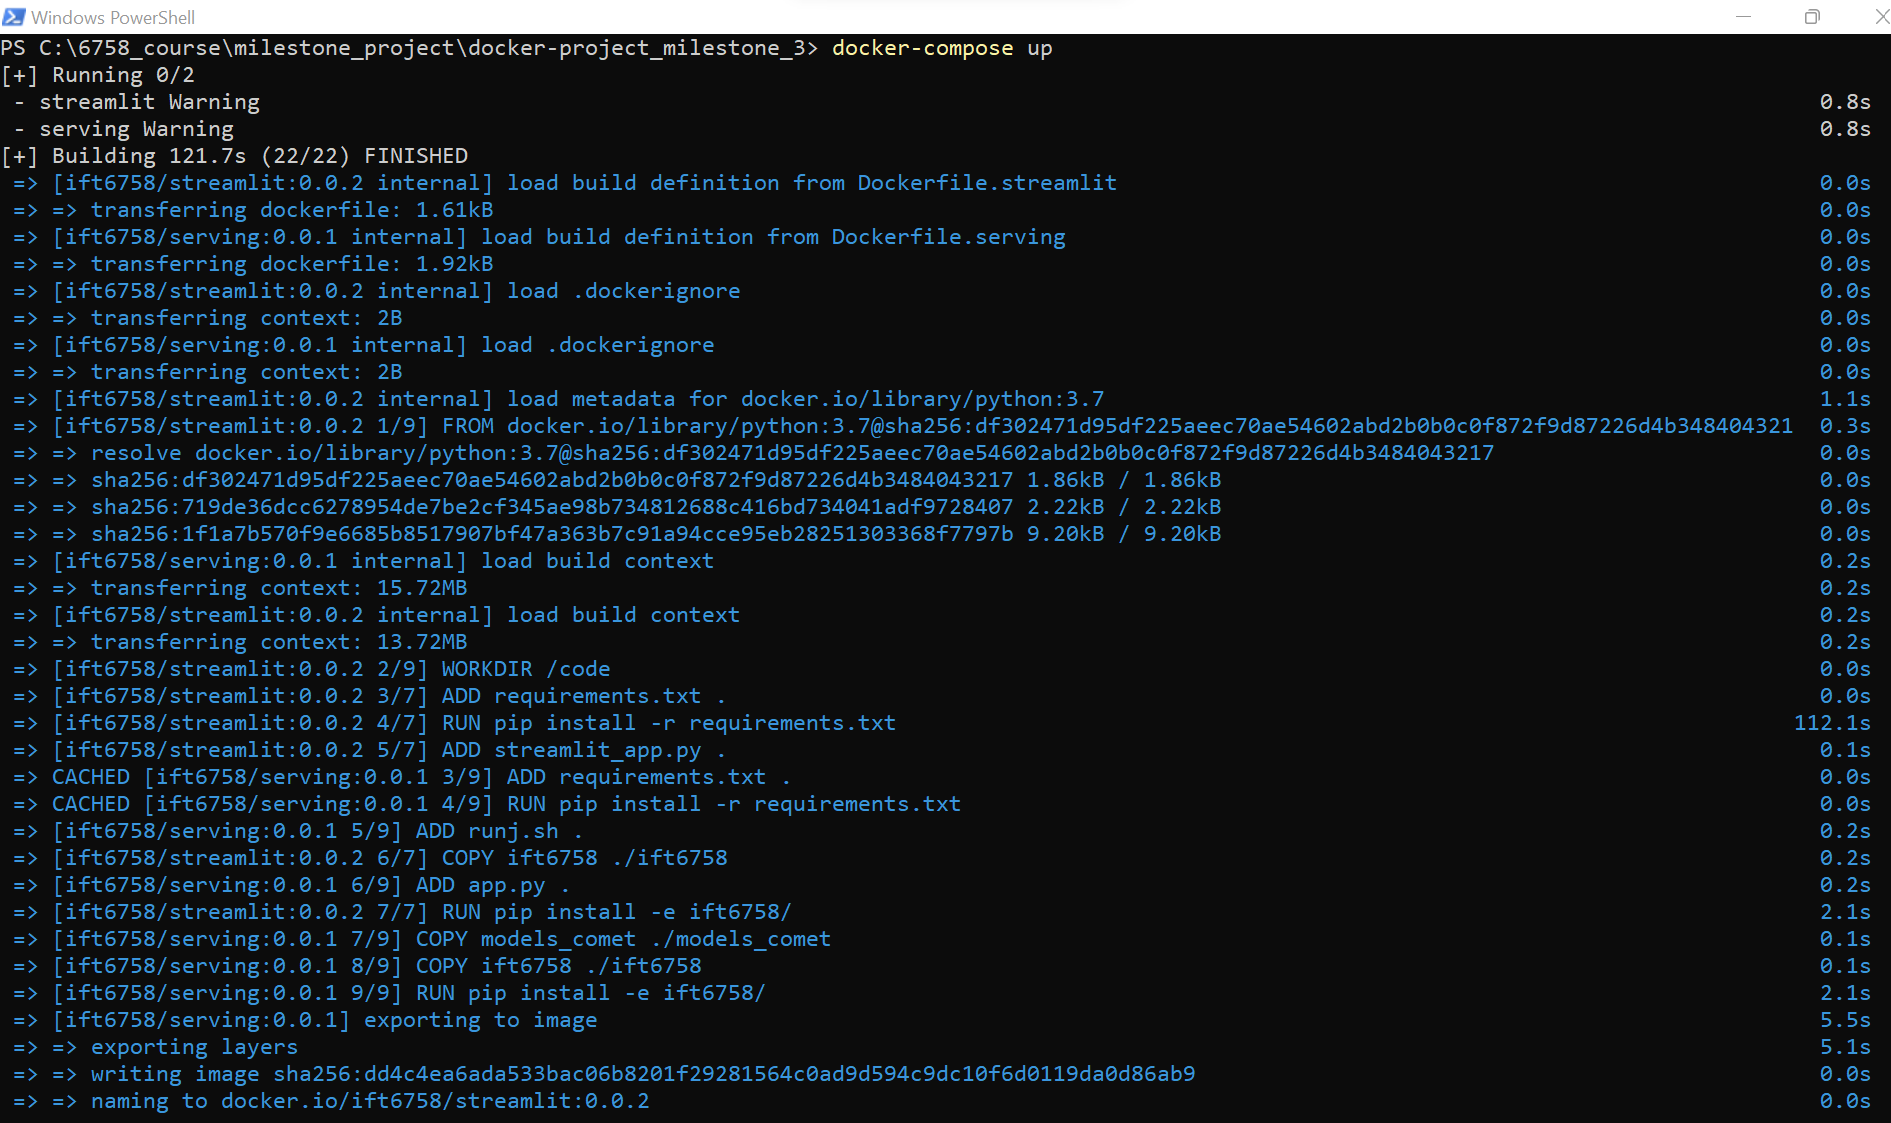 Windows PowerShell
PS C:\6758_course\milestone_project\docker-project_milestone_3> docker-compose up
[+] Running 0/2
 - streamlit Warning 0.8s
 - serving Warning 0.8s
[+] Building 121.7s (22/22) FINISHED
 => [ift6758/streamlit:0.0.2 internal] load build definition from Dockerfile.streamlit 0.0s
 => => transferring dockerfile: 1.61kB 0.0s
 => [ift6758/serving:0.0.1 internal] load build definition from Dockerfile.serving 0.0s
 => => transferring dockerfile: 1.92kB 0.0s
 => [ift6758/streamlit:0.0.2 internal] load .dockerignore 0.0s
 => => transferring context: 2B 0.0s
 => [ift6758/serving:0.0.1 internal] load .dockerignore 0.0s
 => => transferring context: 2B 0.0s
 => [ift6758/streamlit:0.0.2 internal] load metadata for docker.io/library/python:3.7 1.1s
 => [ift6758/streamlit:0.0.2 1/9] FROM docker.io/library/python:3.7@sha256:df302471d95df225aeec70ae54602abd2b0b0c0f872f9d87226d4b348404321 0.3s
 => => resolve docker.io/library/python:3.7@sha256:df302471d95df225aeec70ae54602abd2b0b0c0f872f9d87226d4b3484043217 0.0s
 => => sha256:df302471d95df225aeec70ae54602abd2b0b0c0f872f9d87226d4b3484043217 1.86kB / 1.86kB 0.0s
 => => sha256:719de36dcc6278954de7be2cf345ae98b734812688c416bd734041adf9728407 2.22kB / 2.22kB 0.0s
 => => sha256:1f1a7b570f9e6685b8517907bf47a363b7c91a94cce95eb28251303368f7797b 9.20kB / 9.20kB 0.0s
 => [ift6758/serving:0.0.1 internal] load build context 0.2s
 => => transferring context: 15.72MB 0.2s
 => [ift6758/streamlit:0.0.2 internal] load build context 0.2s
 => => transferring context: 13.72MB 0.2s
 => [ift6758/streamlit:0.0.2 2/9] WORKDIR /code 0.0s
 => [ift6758/streamlit:0.0.2 3/7] ADD requirements.txt . 0.0s
 => [ift6758/streamlit:0.0.2 4/7] RUN pip install -r requirements.txt 112.1s
 => [ift6758/streamlit:0.0.2 5/7] ADD streamlit_app.py . 0.1s
 => CACHED [ift6758/serving:0.0.1 3/9] ADD requirements.txt . 0.0s
 => CACHED [ift6758/serving:0.0.1 4/9] RUN pip install -r requirements.txt 0.0s
 => [ift6758/serving:0.0.1 5/9] ADD runj.sh . 0.2s
 => [ift6758/streamlit:0.0.2 6/7] COPY ift6758 ./ift6758 0.2s
 => [ift6758/serving:0.0.1 6/9] ADD app.py . 0.2s
 => [ift6758/streamlit:0.0.2 7/7] RUN pip install -e ift6758/ 2.1s
 => [ift6758/serving:0.0.1 7/9] COPY models_comet ./models_comet 0.1s
 => [ift6758/serving:0.0.1 8/9] COPY ift6758 ./ift6758 0.1s
 => [ift6758/serving:0.0.1 9/9] RUN pip install -e ift6758/ 2.1s
 => [ift6758/serving:0.0.1] exporting to image 5.5s
 => => exporting layers 5.1s
 => => writing image sha256:dd4c4ea6ada533bac06b8201f29281564c0ad9d594c9dc10f6d0119da0d86ab9 0.0s
 => => naming to docker.io/ift6758/streamlit:0.0.2 0.0s